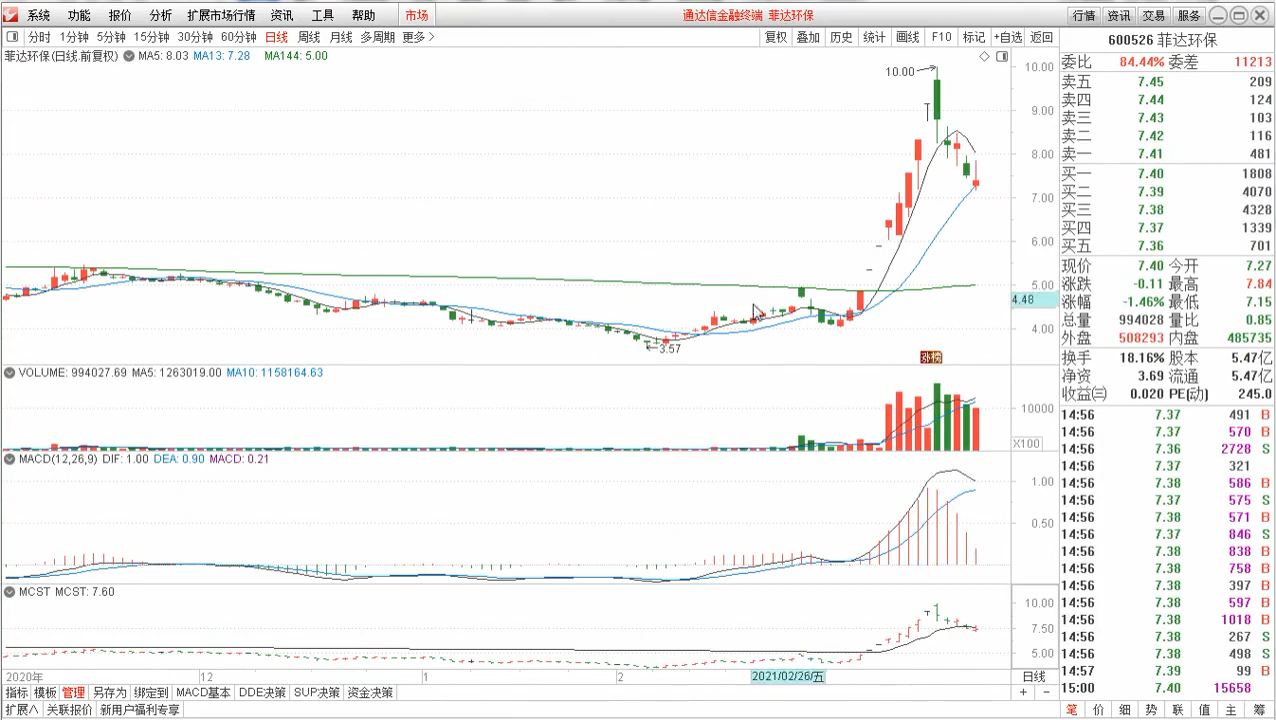 系统 功能 报价 分析 扩展市场行情 资讯 工具 帮助 市场 通达信金融终端 菲达环保 行情 资讯 交易 服务
分时 1分钟 5分钟 15分钟 30分钟 60分钟 日线 周线 月线 多周期 更多> 复权 叠加 历史 统计 画线 F10 标记 +自选 返回
600526 菲达环保
菲达环保(日线.前复权) MA5: 8.03 MA13: 7.28 MA144: 5.00
委比 84.44% 委差 11213
卖五 7.45 209
卖四 7.44 124
卖三 7.43 103
卖二 7.42 116
卖一 7.41 481
买一 7.40 1808
买二 7.39 4070
买三 7.38 4328
买四 7.37 1339
买五 7.36 701
现价 7.40 今开 7.27
涨跌 -0.11 最高 7.84
涨幅 -1.46% 最低 7.15
总量 994028 量比 0.85
外盘 508293 内盘 485735
换手 18.16% 股本 5.47亿
净资 3.69 流通 5.47亿
收益㈢ 0.020 PE(动) 245.0
14:56 7.37 491 B
14:56 7.37 570 B
14:56 7.36 2728 S
14:56 7.37 321
14:56 7.38 586 B
14:56 7.37 575 S
14:56 7.38 571 B
14:56 7.37 846 S
14:56 7.38 838 B
14:56 7.38 758 B
14:56 7.38 397 B
14:56 7.38 597 B
14:56 7.38 1018 B
14:56 7.38 267 S
14:56 7.38 498 S
14:57 7.39 99 B
15:00 7.40 15658
笔 价 细 势 联 值 主 筹
10.00
10.00
9.00
8.00
7.00
6.00
5.00
4.48
4.00
3.57
涨榜
VOLUME: 994027.69 MA5: 1263019.00 MA10: 1158164.63
10000
X100
MACD(12,26,9) DIF: 1.00 DEA: 0.90 MACD: 0.21
1.00
0.50
MCST MCST: 7.60
10.00
7.50
5.00
2020年 12 1 2 2021/02/26/五 日线
指标 模板 管理 另存为 绑定到 MACD基本 DDE决策 SUP决策 资金决策 + −
扩展∧ 关联报价 新用户福利专享